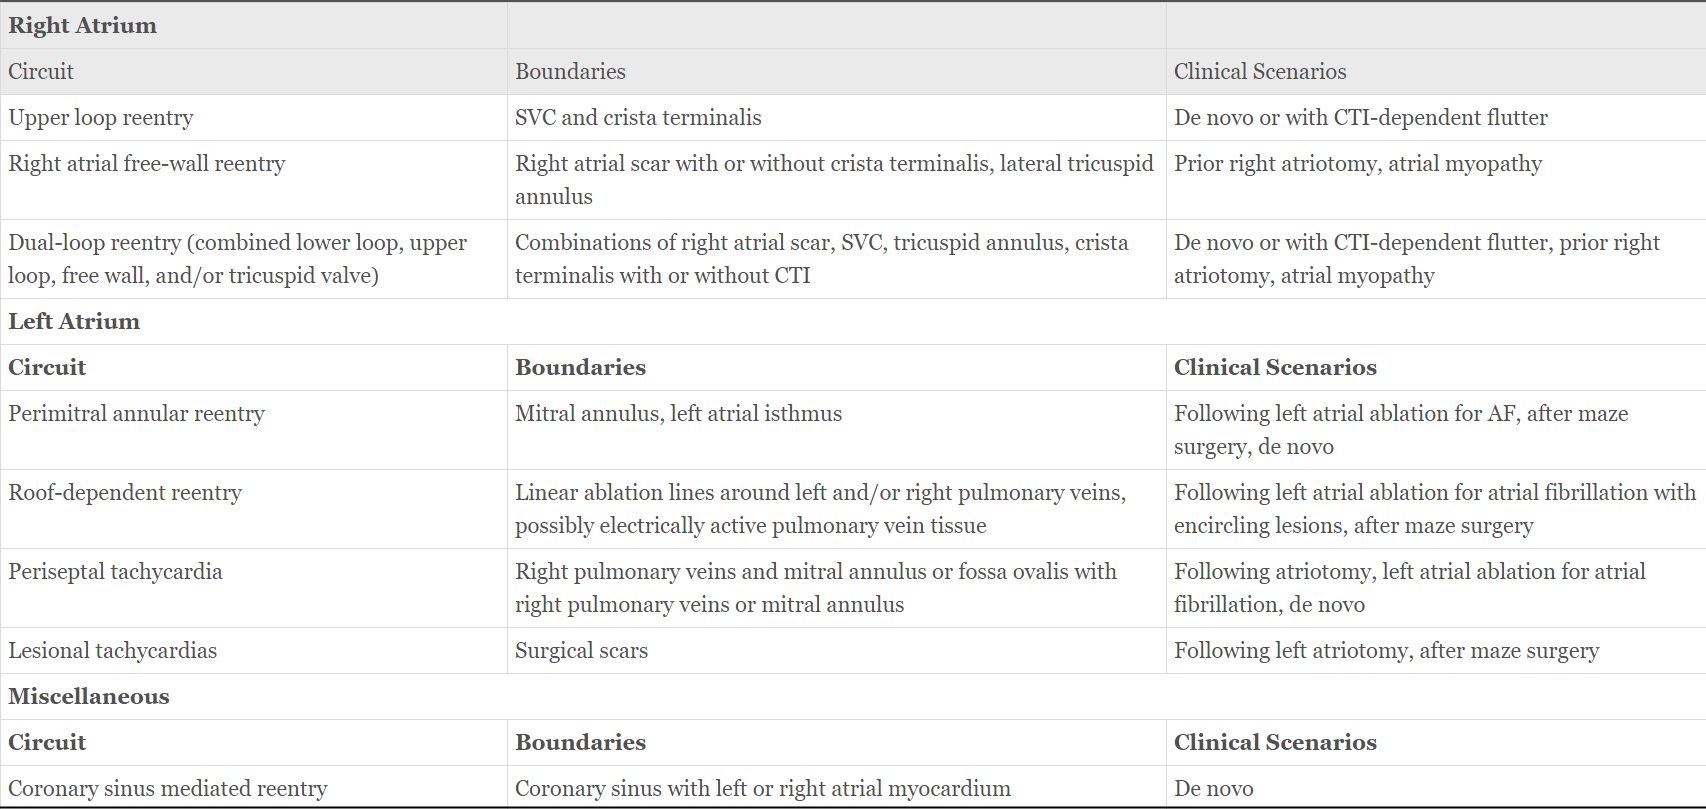 Right Atrium
Circuit Boundaries Clinical Scenarios
Upper loop reentry SVC and crista terminalis De novo or with CTI-dependent flutter
Right atrial free-wall reentry Right atrial scar with or without crista terminalis, lateral tricuspid Prior right atriotomy, atrial myopathy
annulus
Dual-loop reentry (combined lower loop, upper Combinations of right atrial scar, SVC, tricuspid annulus, crista De novo or with CTI-dependent flutter, prior right
loop, free wall, and/or tricuspid valve) terminalis with or without CTI atriotomy, atrial myopathy
Left Atrium
Circuit Boundaries Clinical Scenarios
Perimitral annular reentry Mitral annulus, left atrial isthmus Following left atrial ablation for AF, after maze
surgery, de novo
Roof-dependent reentry Linear ablation lines around left and/or right pulmonary veins, Following left atrial ablation for atrial fibrillation with
possibly electrically active pulmonary vein tissue encircling lesions, after maze surgery
Periseptal tachycardia Right pulmonary veins and mitral annulus or fossa ovalis with Following atriotomy, left atrial ablation for atrial
right pulmonary veins or mitral annulus fibrillation, de novo
Lesional tachycardias Surgical scars Following left atriotomy, after maze surgery
Miscellaneous
Circuit Boundaries Clinical Scenarios
Coronary sinus mediated reentry Coronary sinus with left or right atrial myocardium De novo